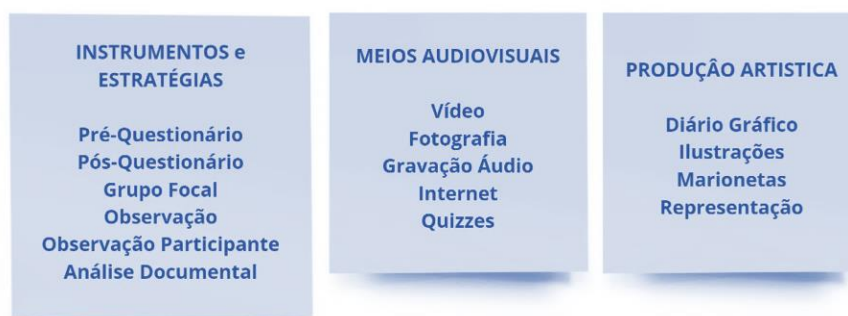 INSTRUMENTOS e
ESTRATÉGIAS
Pré-Questionário
Pós-Questionário
Grupo Focal
Observação
Observação Participante
Análise Documental
MEIOS AUDIOVISUAIS
Vídeo
Fotografia
Gravação Áudio
Internet
Quizzes
PRODUÇÂO ARTISTICA
Diário Gráfico
Ilustrações
Marionetas
Representação